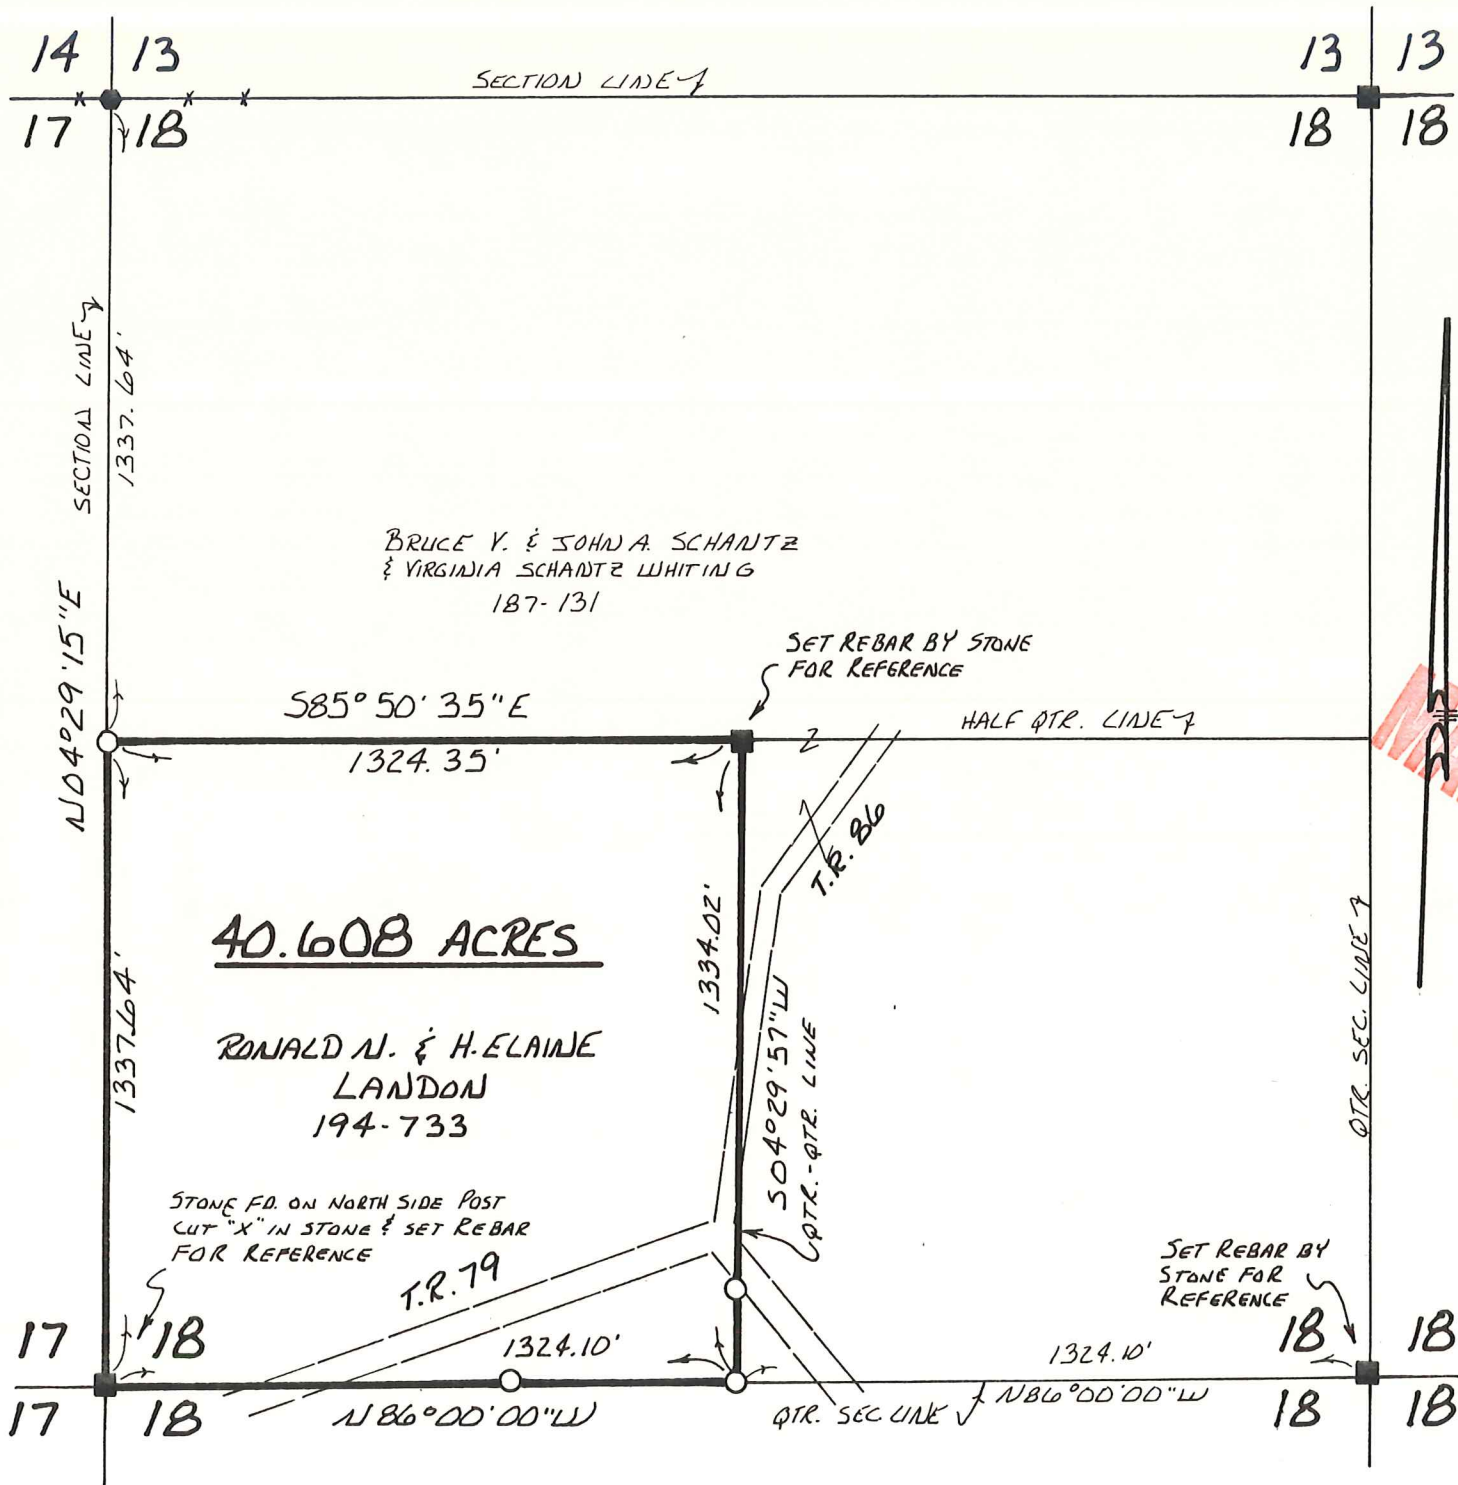 14 13
13 13
SECTION LINE
17 18
18 18
SECTION LINE
1337.64'
N04°29'15"E
BRUCE V. & JOHN A. SCHANTZ
& VIRGINIA SCHANTZ WHITING
187-131
SET REBAR BY STONE
FOR REFERENCE
S85°50'35"E
1324.35'
HALF QTR. LINE
T.R. 86
40.608 ACRES
1334.02'
1337.64'
RONALD N. & H. ELAINE
LANDON
194-733
S04°29'57"W
QTR.-QTR. LINE
QTR. SEC. LINE
STONE FD. ON NORTH SIDE POST
CUT "X" IN STONE & SET REBAR
FOR REFERENCE
T.R. 79
SET REBAR BY
STONE FOR
REFERENCE
17 18
1324.10'
1324.10'
18 18
17 18
N86°00'00"W
QTR. SEC LINE
N86°00'00"W
18 18